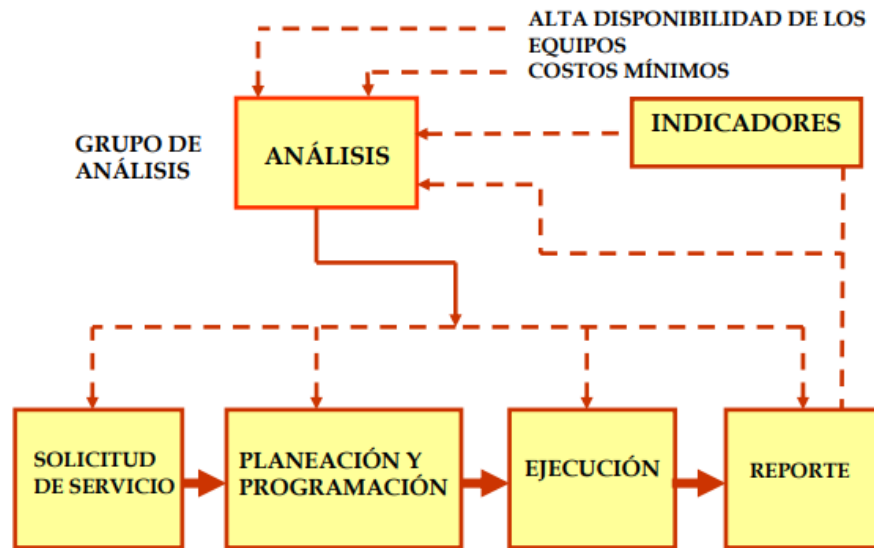 ALTA DISPONIBILIDAD DE LOS
EQUIPOS
COSTOS MÍNIMOS
INDICADORES
GRUPO DE
ANÁLISIS
ANÁLISIS
SOLICITUD
DE SERVICIO
PLANEACIÓN Y
PROGRAMACIÓN
EJECUCIÓN
REPORTE